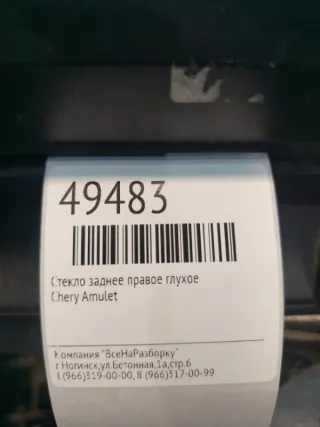 49483
Стекло заднее правое глухое
Chery Amulet
Компания "ВсеНаРазборку"
г.Ногинск,ул.Бетонная,1а,стр.6
8(966)319-00-00, 8 (966)317-00-99